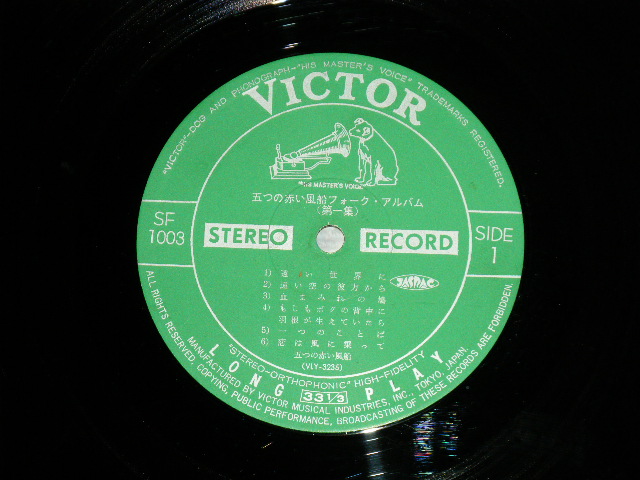 "VICTOR"—DOG AND PHONOGRAPH—"HIS MASTER'S VOICE" TRADEMARKS REGISTERED.
VICTOR
"HIS MASTER'S VOICE"
五つの赤い風船フォーク・アルバム
(第一集)
SF
1003
STEREO RECORD
SIDE
1
1) 遠い世界に
2) 遠い空の彼方から
3) 血まみれの鳩
4) もしもボクの背中に
羽根が生えていたら
5) 一つのことば
6) 恋は風に乗って
五つの赤い風船
(VLY-3236)
JASRAC
"STEREO-ORTHOPHONIC" HIGH-FIDELITY
LONG 33 1/3 PLAY
MANUFACTURED BY VICTOR MUSICAL INDUSTRIES, INC., TOKYO, JAPAN.
ALL RIGHTS RESERVED, COPYING, PUBLIC PERFORMANCE, BROADCASTING OF THESE RECORDS ARE FORBIDDEN.